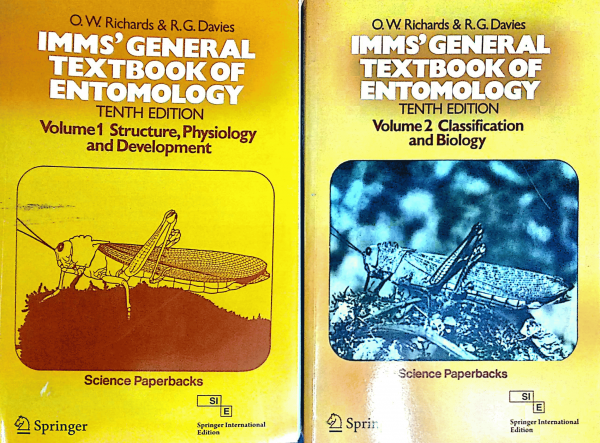 O. W. Richards & R.G. Davies
IMMS' GENERAL
TEXTBOOK OF
ENTOMOLOGY
TENTH EDITION
Volume 1 Structure, Physiology
and Development
Science Paperbacks
SI
E
Springer
Springer International
Edition
O. W. Richards & R.G. Davies
IMMS' GENERAL
TEXTBOOK OF
ENTOMOLOGY
TENTH EDITION
Volume 2 Classification
and Biology
Science Paperbacks
SI
E
Springer International
Edition